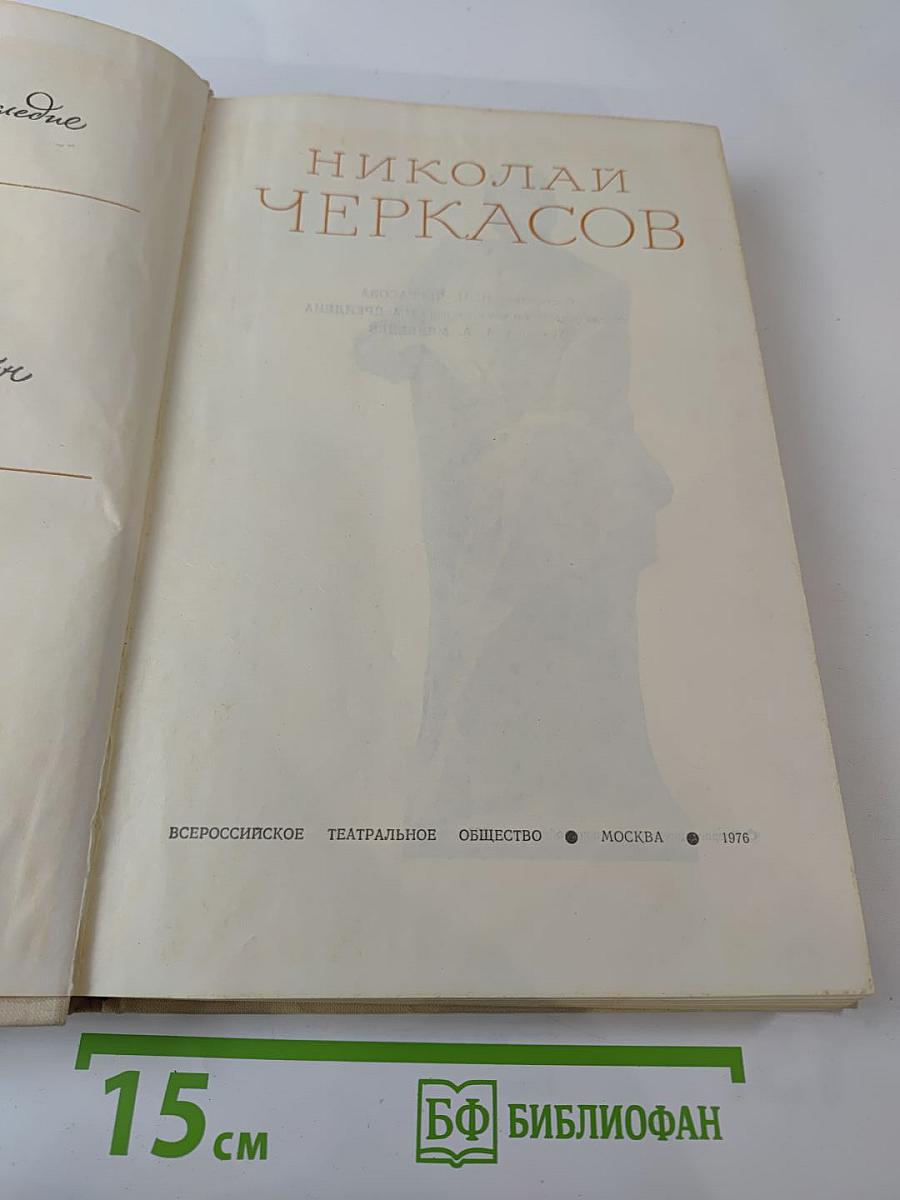 НИКОЛАЙ
ЧЕРКАСОВ
ВСЕРОССИЙСКОЕ ТЕАТРАЛЬНОЕ ОБЩЕСТВО ● МОСКВА ● 1976
15 см
БФ БИБЛИОФАН